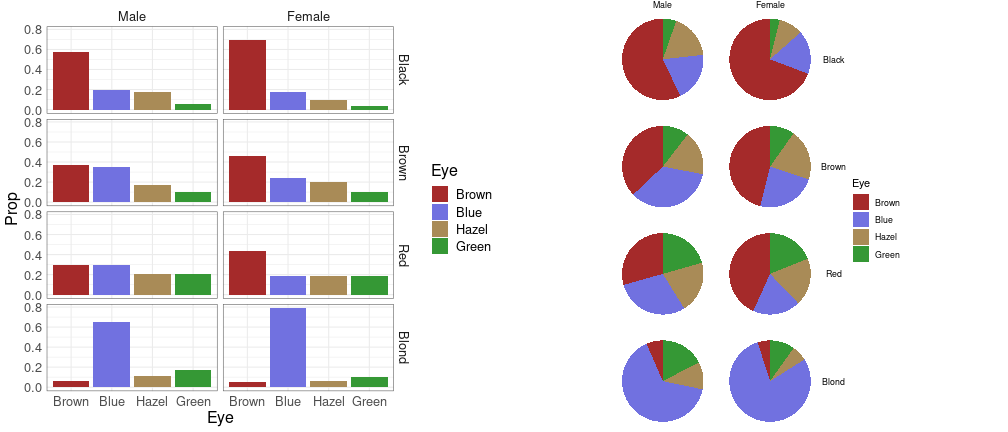 Male Female
0.8
0.6
0.4
0.2
0.0
Black
0.8
0.6
0.4
0.2
0.0
Brown
0.8
0.6
0.4
0.2
0.0
Red
0.8
0.6
0.4
0.2
0.0
Blond
Prop
Brown Blue Hazel Green Brown Blue Hazel Green
Eye
Eye
Brown
Blue
Hazel
Green
Male Female
Black
Brown
Red
Blond
Eye
Brown
Blue
Hazel
Green